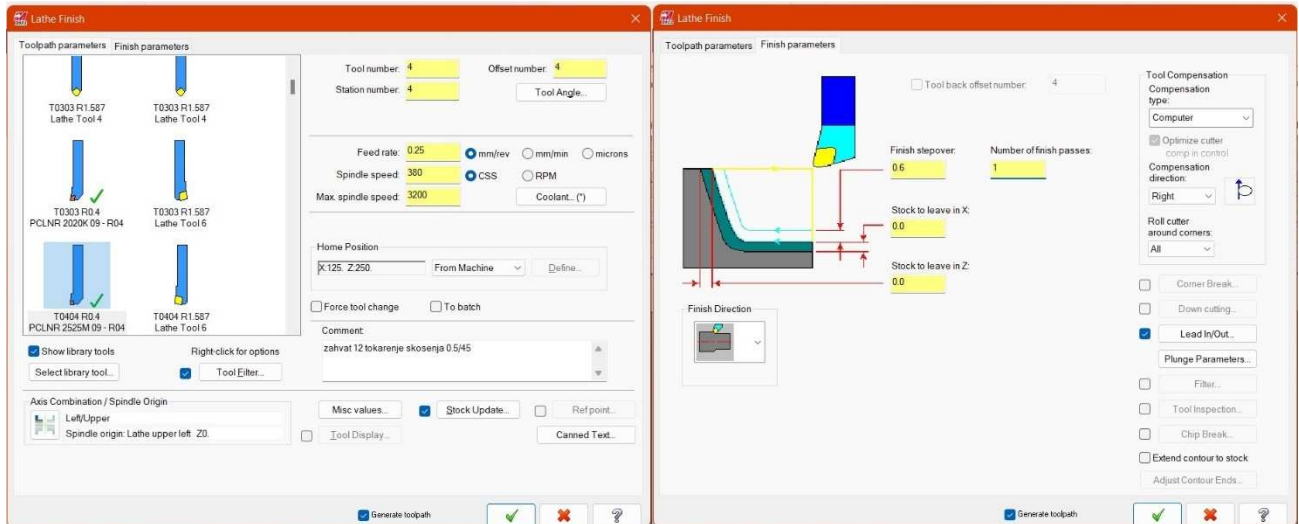 Lathe Finish
Toolpath parameters Finish parameters
T0303 R1.587
Lathe Tool 4
T0303 R1.587
Lathe Tool 4
T0303 R0.4
PCLNR 2020K 09 - R04
T0303 R1.587
Lathe Tool 6
T0404 R0.4
PCLNR 2525M 09 - R04
T0404 R1.587
Lathe Tool 6
Show library tools
Right-click for options
Select library tool...
Tool Filter...
Axis Combination / Spindle Origin
Left/Upper
Spindle origin: Lathe upper left Z0.
Tool number: 4
Offset number: 4
Station number: 4
Tool Angle...
Feed rate: 0.25
mm/rev
mm/min
microns
Spindle speed: 380
CSS
RPM
Max. spindle speed: 3200
Coolant... (*)
Home Position
X:125. Z:250.
From Machine
Define...
Force tool change
To batch
Comment:
zahvat 12 tokarenje skosenja 0.5/45
Misc values...
Stock Update...
Ref point...
Tool Display...
Canned Text...
Generate toolpath
Lathe Finish
Toolpath parameters Finish parameters
Tool back offset number: 4
Finish stepover:
0.6
Number of finish passes:
1
Stock to leave in X:
0.0
Stock to leave in Z:
0.0
Finish Direction
Tool Compensation
Compensation
type:
Computer
Optimize cutter
comp in control
Compensation
direction:
Right
Roll cutter
around corners:
All
Corner Break...
Down cutting...
Lead In/Out...
Plunge Parameters...
Filter...
Tool Inspection...
Chip Break...
Extend contour to stock
Adjust Contour Ends...
Generate toolpath